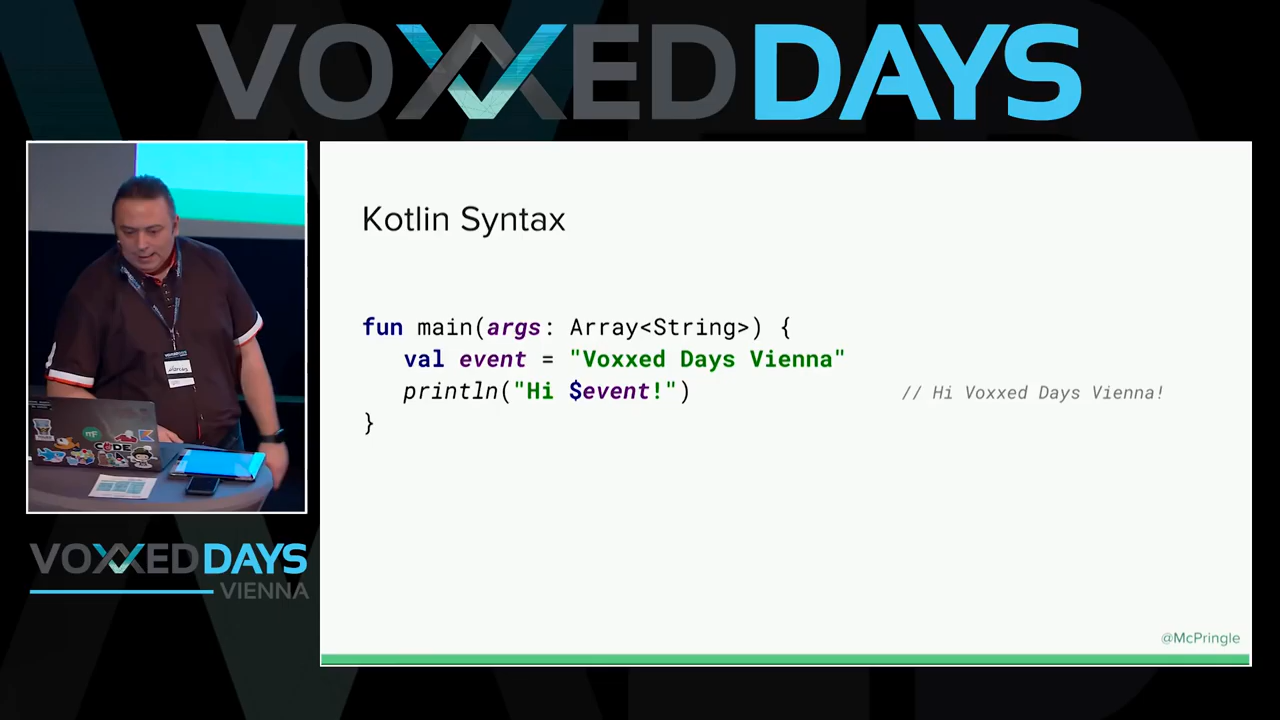 VOXXED DAYS
Kotlin Syntax
fun main(args: Array<String>) {
val event = "Voxxed Days Vienna"
println("Hi $event!") // Hi Voxxed Days Vienna!
}
CODE
VOXXED DAYS
VIENNA
@McPringle